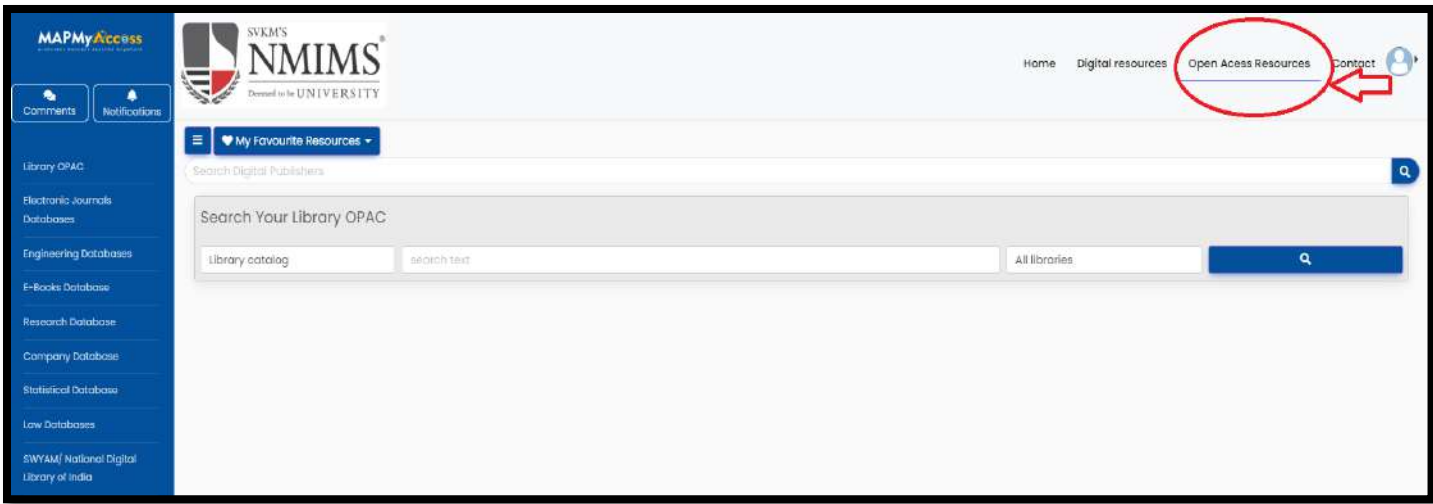 MAPMyAccess
Comments
Notifications
Library OPAC
Electronic Journals
Databases
Engineering Databases
E-Books Database
Research Database
Company Database
Statistical Database
Law Databases
SWYAM/ National Digital
Library of India
SVKM'S
NMIMS®
Deemed to be UNIVERSITY
Home Digital resources Open Acess Resources Contact
My Favourite Resources
Search Digital Publishers
Search Your Library OPAC
Library catalog search text All libraries